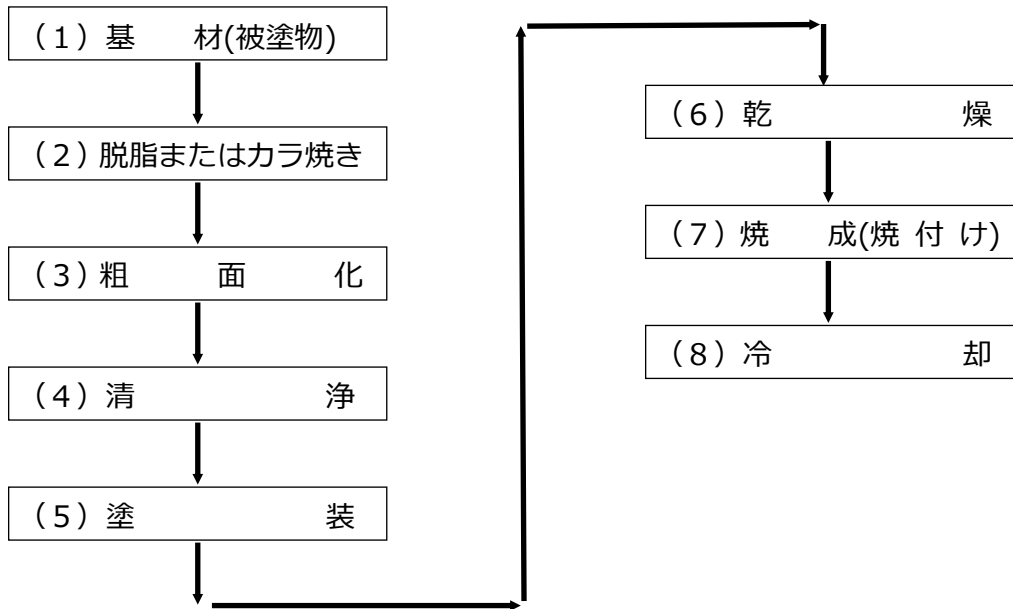 （1）基　　材(被塗物)
（2）脱脂またはカラ焼き
（3）粗　　面　　化
（4）清　　　　浄
（5）塗　　　　装
（6）乾　　　　燥
（7）焼　　成(焼 付 け)
（8）冷　　　　却